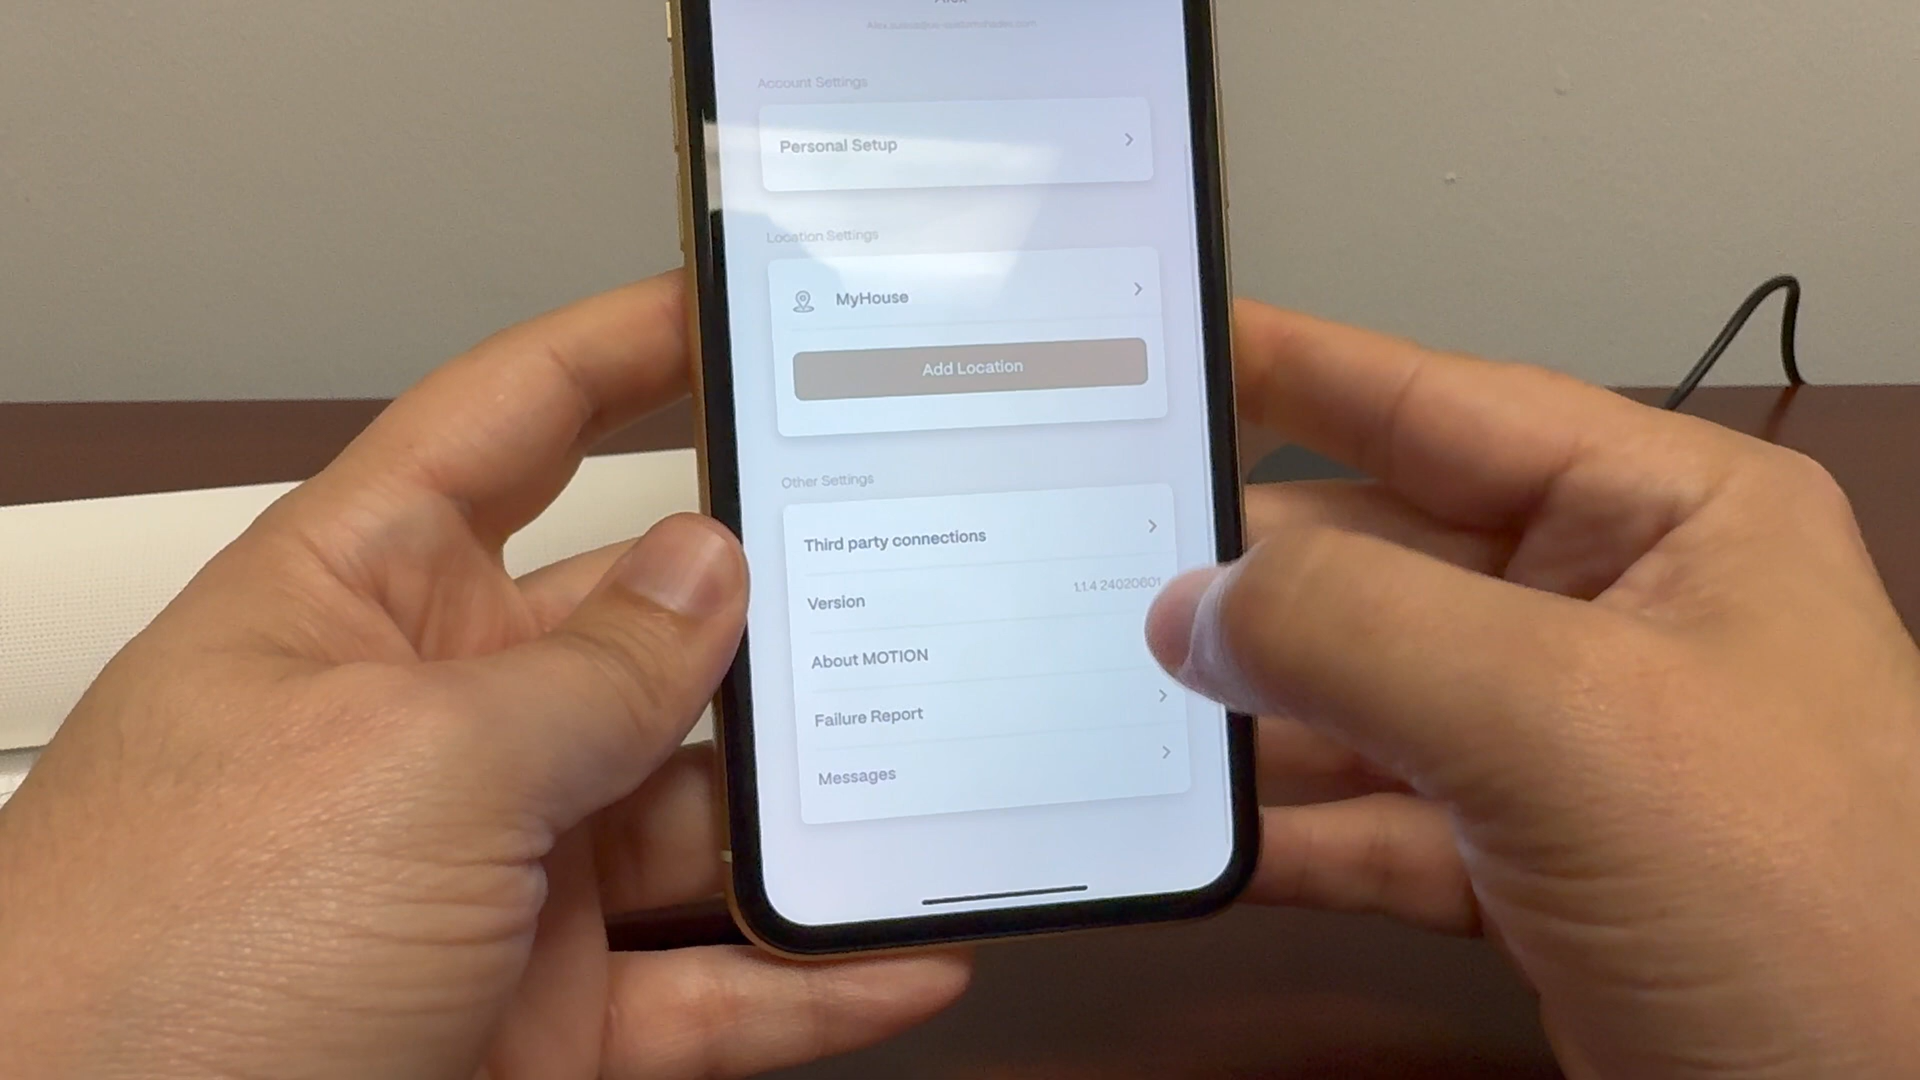 Account Settings
Personal Setup
Location Settings
MyHouse
Add Location
Other Settings
Third party connections
Version 1.1.4 24020601
About MOTION
Failure Report
Messages